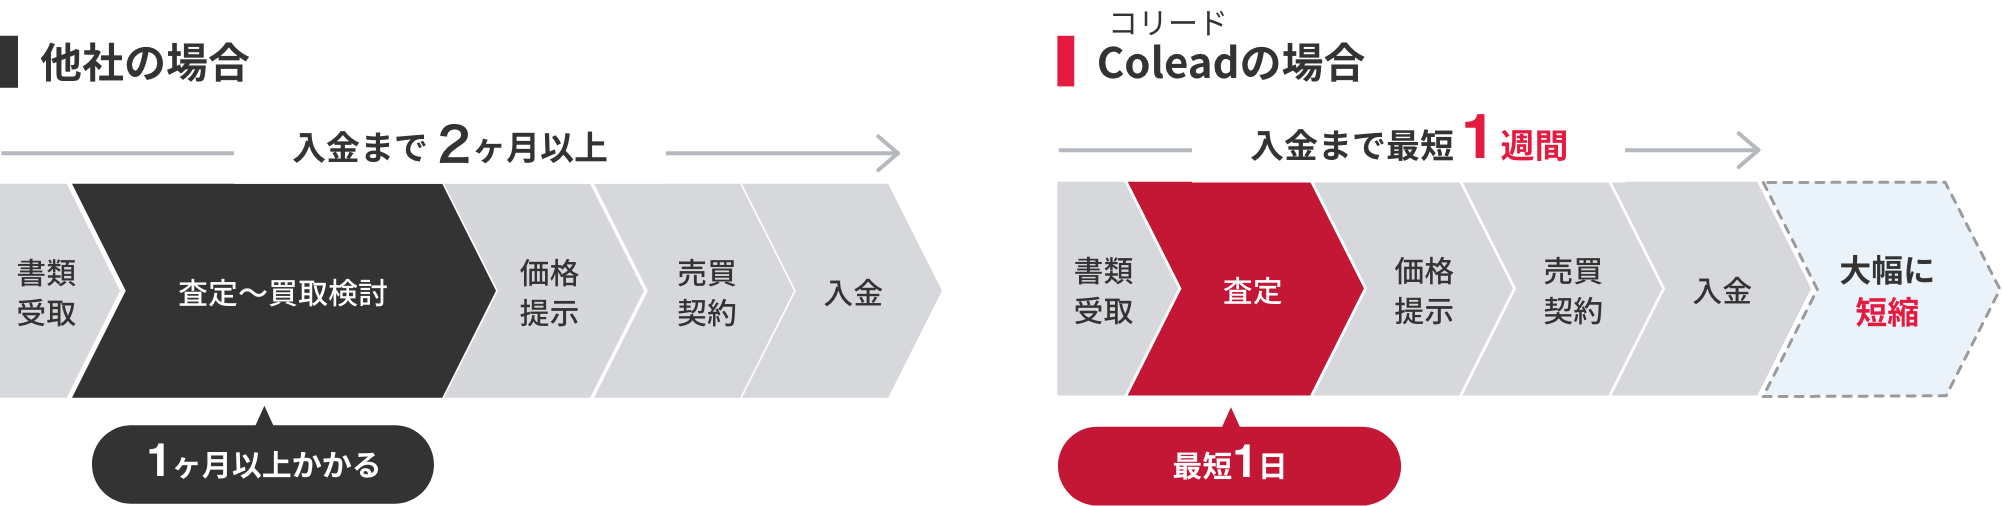 他社の場合
入金まで2ヶ月以上
書類
受取
査定〜買取検討
価格
提示
売買
契約
入金
1ヶ月以上かかる
コリード
Coleadの場合
入金まで最短1週間
書類
受取
査定
価格
提示
売買
契約
入金
大幅に
短縮
最短1日